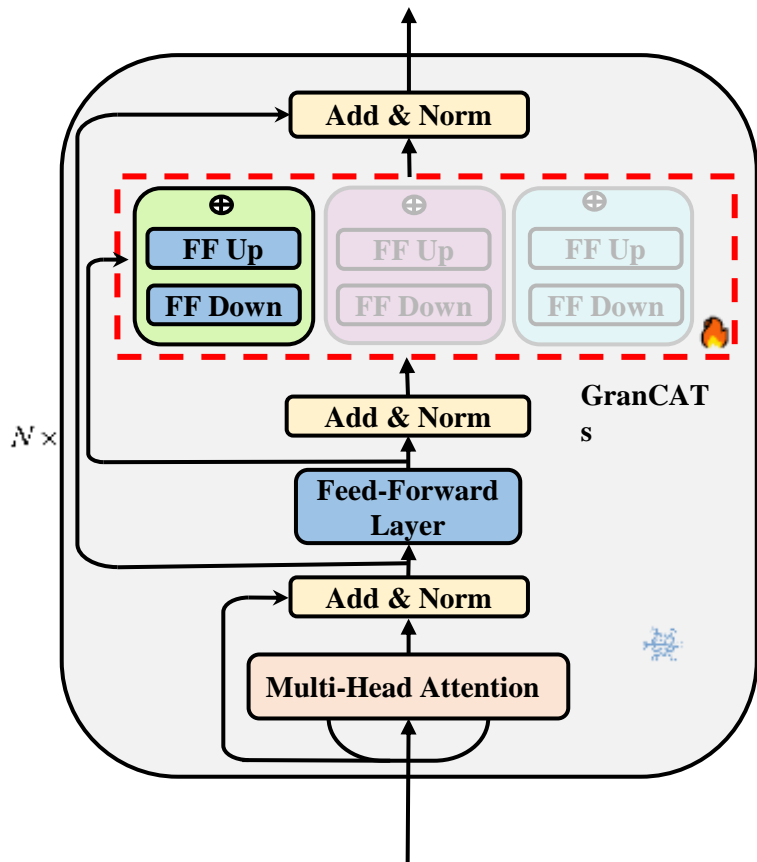 Add & Norm
FF Up
FF Up
FF Up
FF Down
FF Down
FF Down
GranCAT
s
Add & Norm
N ×
Feed-Forward
Layer
Add & Norm
Multi-Head Attention